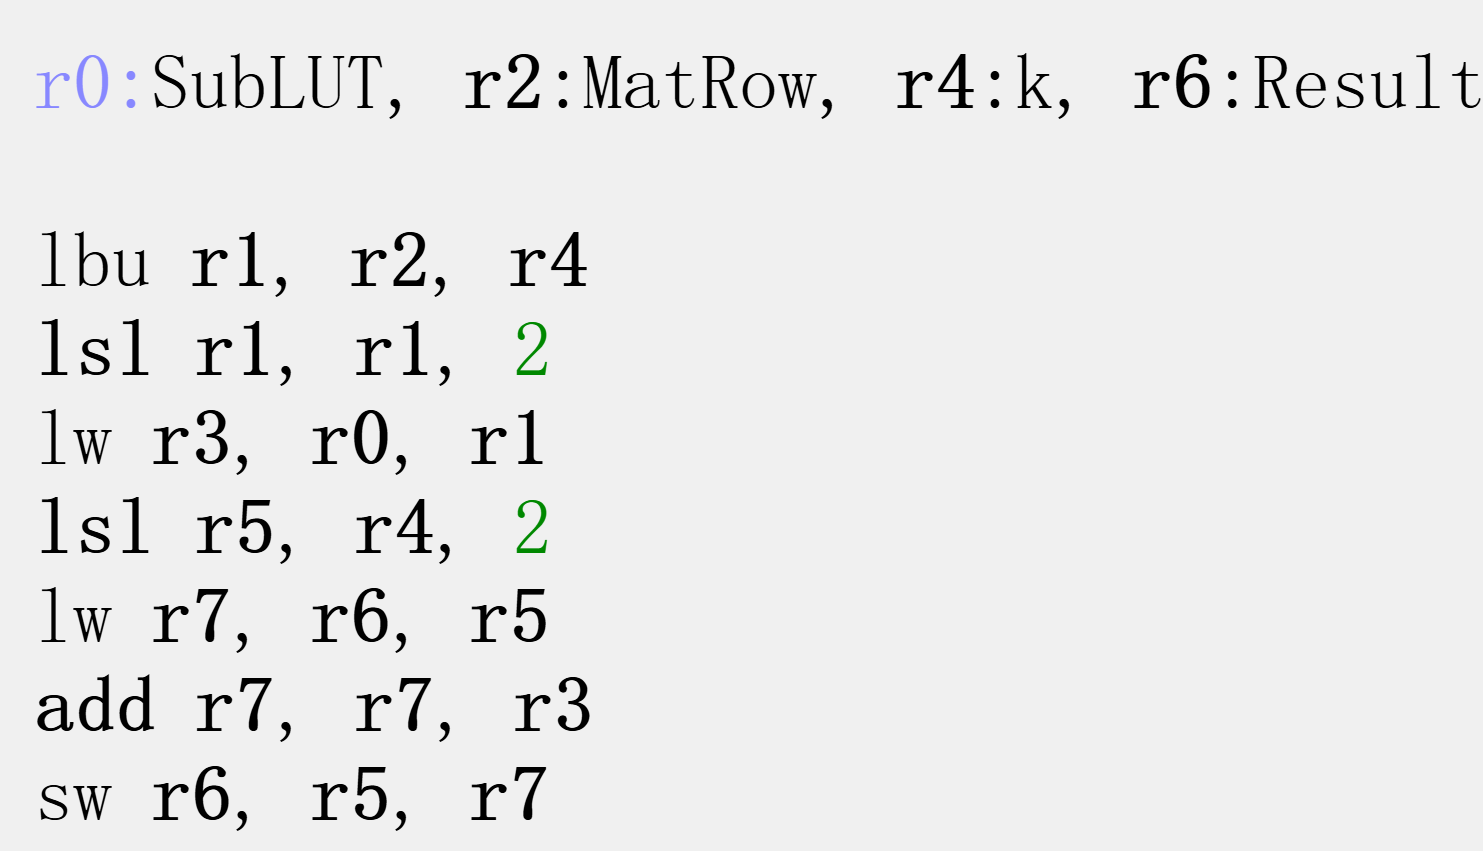 r0:SubLUT, r2:MatRow, r4:k, r6:Result
lbu r1, r2, r4
lsl r1, r1, 2
lw r3, r0, r1
lsl r5, r4, 2
lw r7, r6, r5
add r7, r7, r3
sw r6, r5, r7